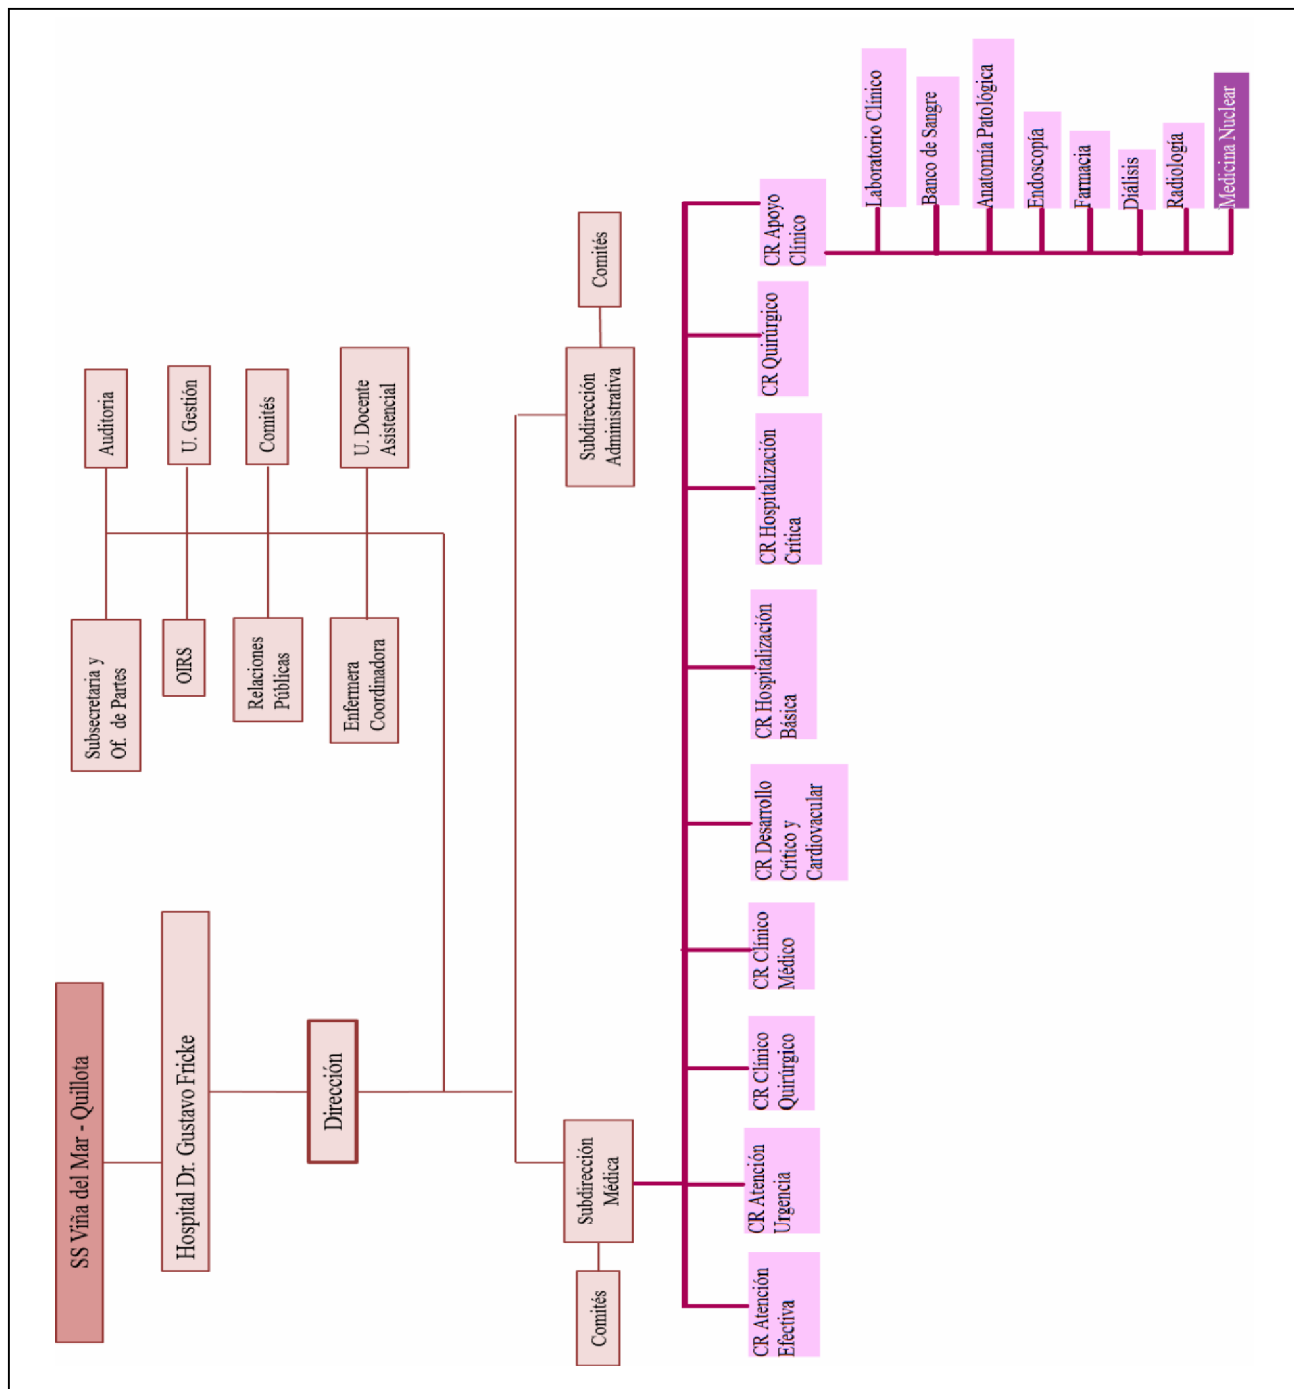 SS Viña del Mar - Quillota
Hospital Dr. Gustavo Fricke
Dirección
Subsecretaria y
Of. de Partes
Auditoria
OIRS
U. Gestión
Relaciones
Públicas
Comités
Enfermera
Coordinadora
U. Docente
Asistencial
Comités
Subdirección
Médica
Subdirección
Administrativa
Comités
CR Atención
Efectiva
CR Atención
Urgencia
CR Clínico
Quirúrgico
CR Clínico
Médico
CR Desarrollo
Crítico y
Cardiovacular
CR Hospitalización
Básica
CR Hospitalización
Crítica
CR Quirúrgico
CR Apoyo
Clínico
Laboratorio Clínico
Banco de Sangre
Anatomía Patológica
Endoscopía
Farmacia
Diálisis
Radiología
Medicina Nuclear